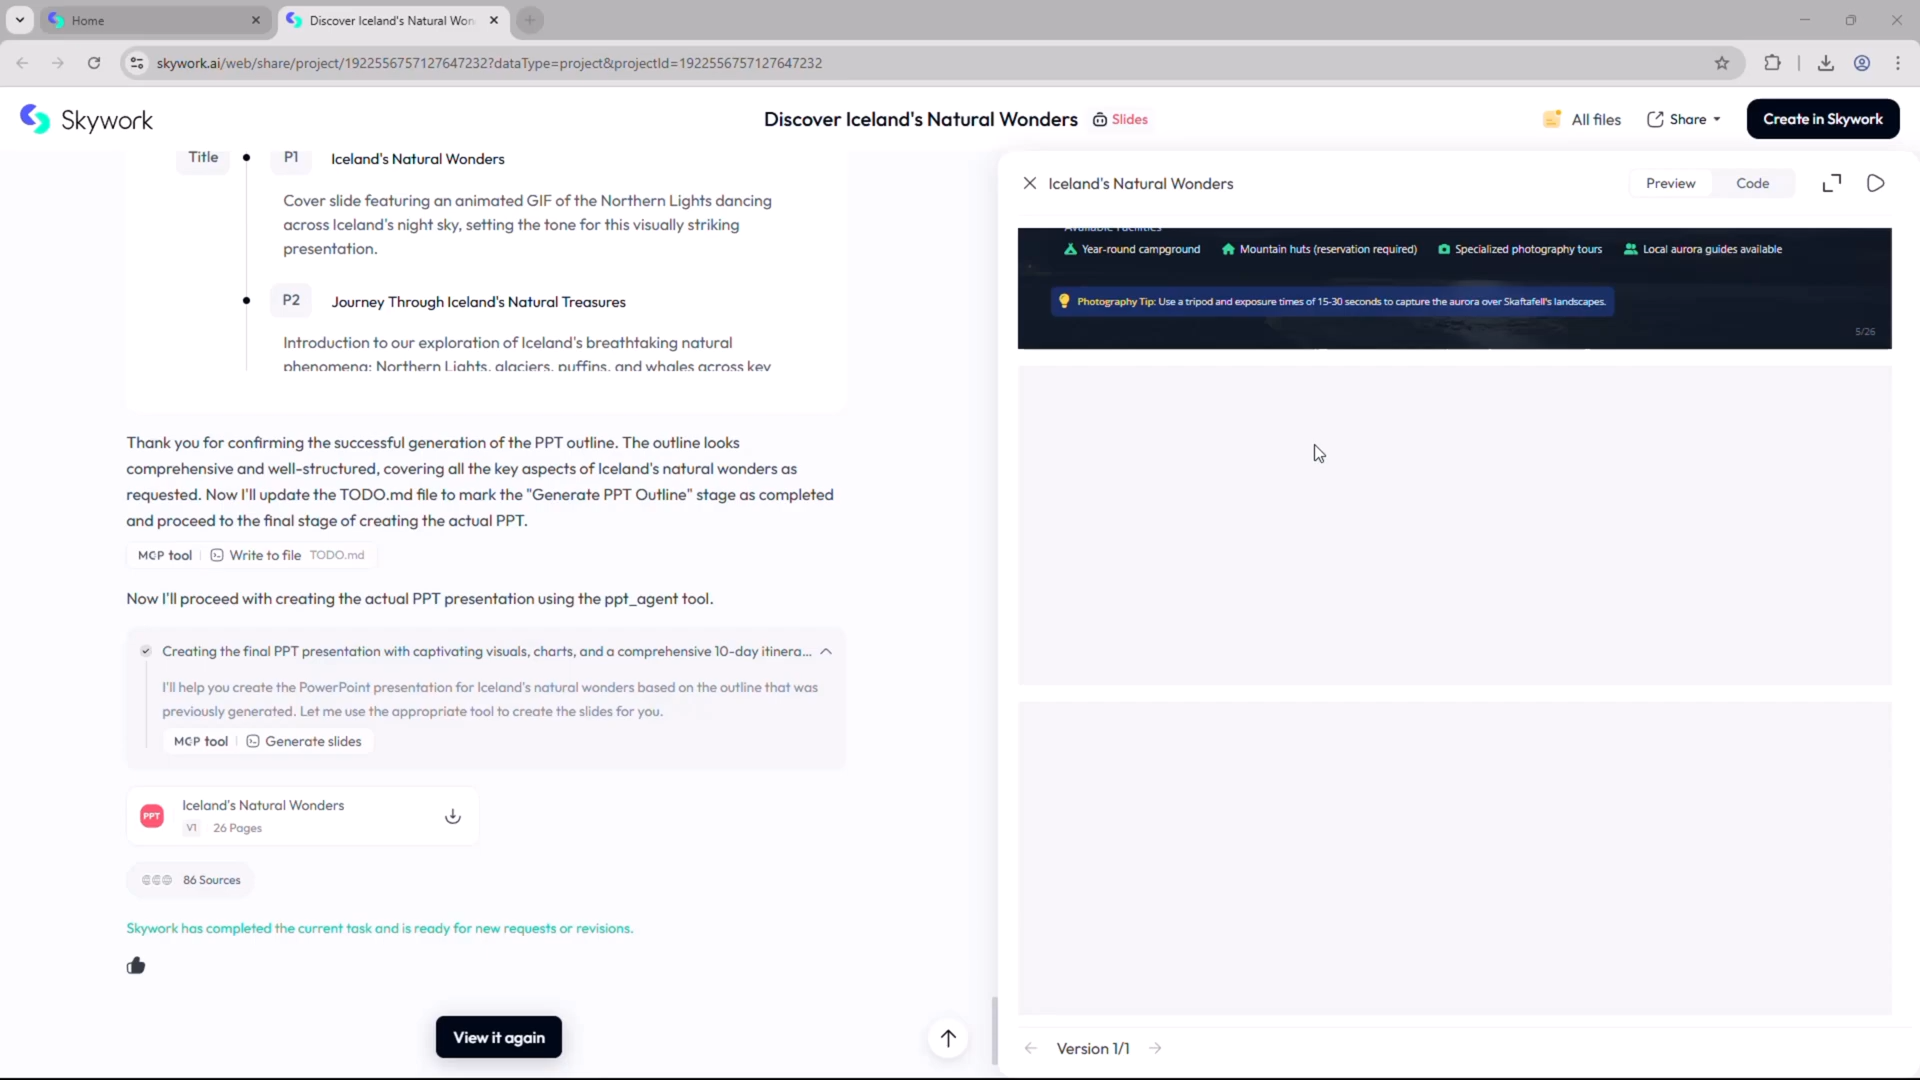 Home
Discover Iceland's Natural Won
skywork.ai/web/share/project/1922556757127647232?dataType=project&projectId=1922556757127647232
Skywork
Discover Iceland's Natural Wonders
Slides
All files
Share
Create in Skywork
Title
P1
Iceland's Natural Wonders
Cover slide featuring an animated GIF of the Northern Lights dancing
across Iceland's night sky, setting the tone for this visually striking
presentation.
P2
Journey Through Iceland's Natural Treasures
Introduction to our exploration of Iceland's breathtaking natural
phenomena: Northern Lights, glaciers, puffins, and whales across key
Thank you for confirming the successful generation of the PPT outline. The outline looks
comprehensive and well-structured, covering all the key aspects of Iceland's natural wonders as
requested. Now I'll update the TODO.md file to mark the "Generate PPT Outline" stage as completed
and proceed to the final stage of creating the actual PPT.
MCP tool
Write to file TODO.md
Now I'll proceed with creating the actual PPT presentation using the ppt_agent tool.
Creating the final PPT presentation with captivating visuals, charts, and a comprehensive 10-day itinera...
I'll help you create the PowerPoint presentation for Iceland's natural wonders based on the outline that was
previously generated. Let me use the appropriate tool to create the slides for you.
MCP tool
Generate slides
PPT
Iceland's Natural Wonders
V1 26 Pages
86 Sources
Skywork has completed the current task and is ready for new requests or revisions.
View it again
Iceland's Natural Wonders
Preview
Code
Available Facilities
Year-round campground
Mountain huts (reservation required)
Specialized photography tours
Local aurora guides available
Photography Tip: Use a tripod and exposure times of 15-30 seconds to capture the aurora over Skaftafell's landscapes.
5/26
Version 1/1